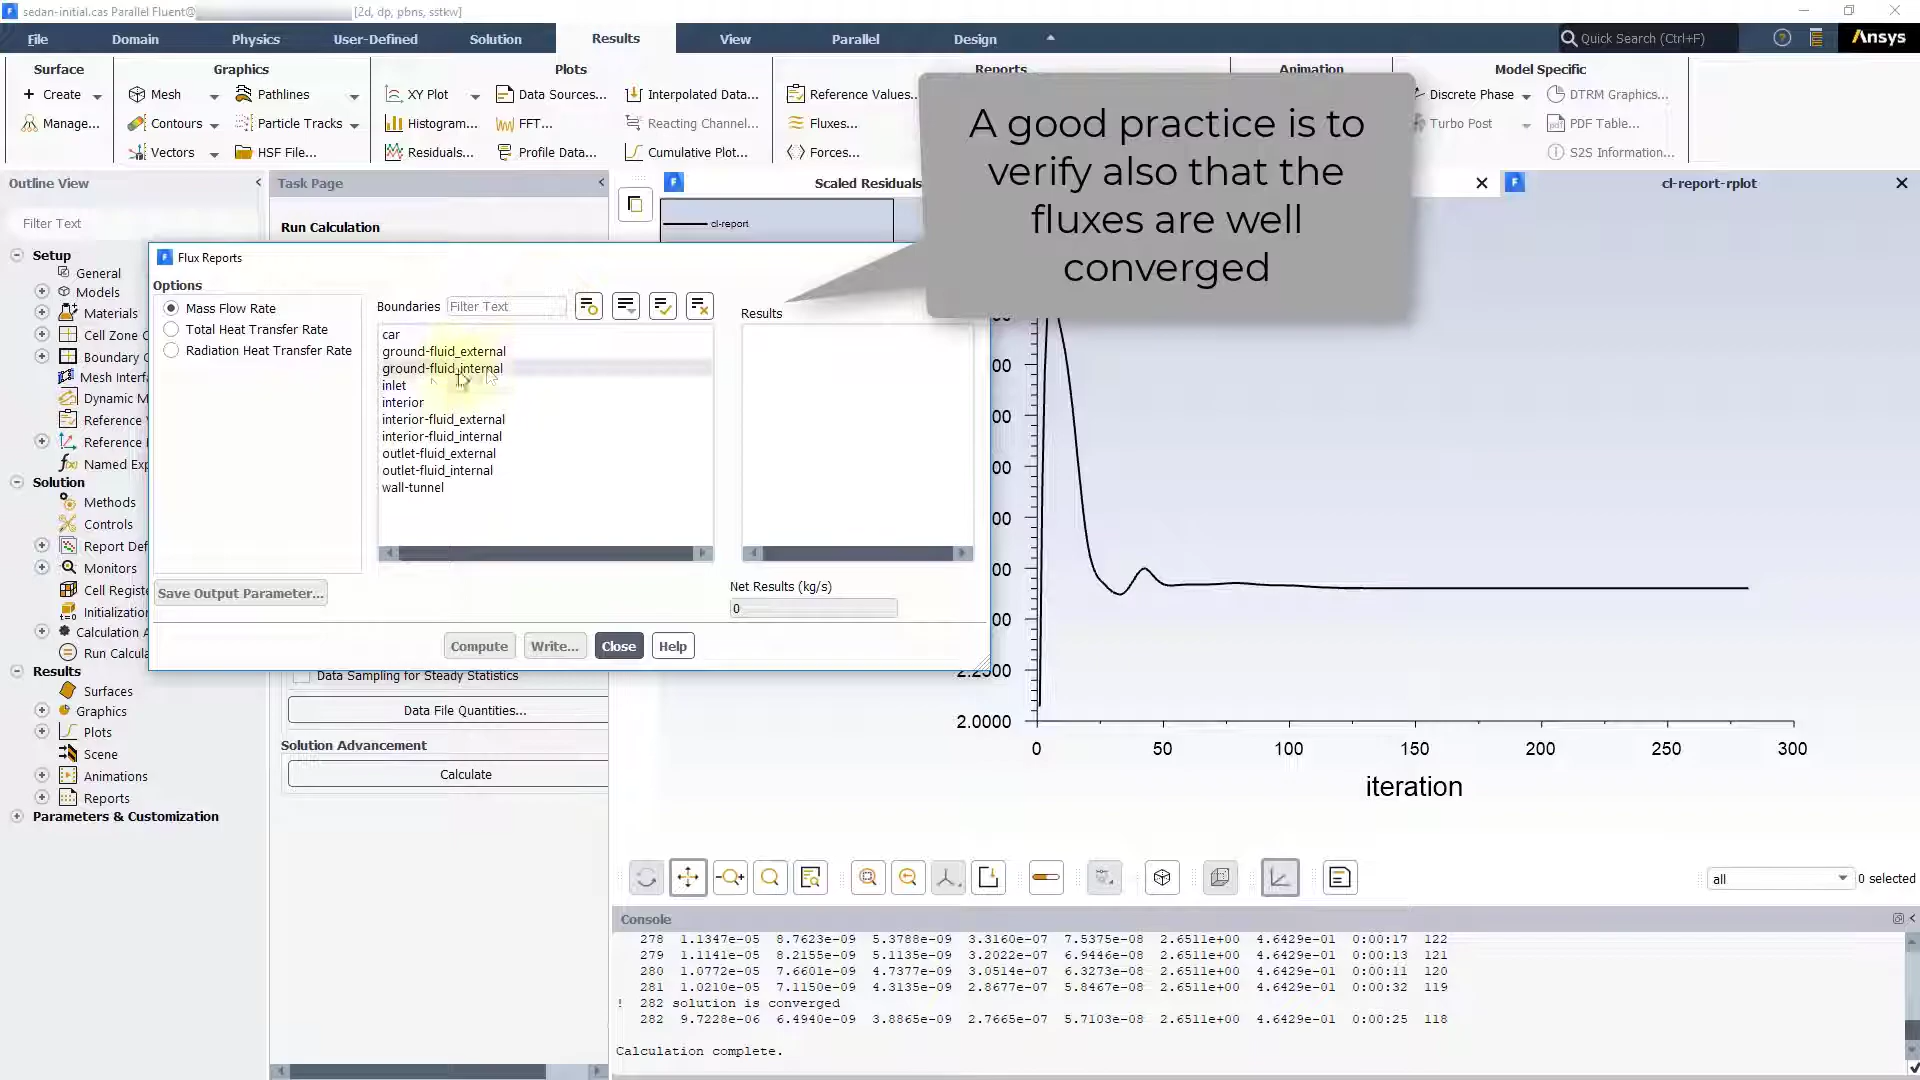 sedan-initial.cas Parallel Fluent@ [2d, dp, pbns, sstkw]
File Domain Physics User-Defined Solution Results View Parallel Design Quick Search (Ctrl+F) Ansys
Surface Graphics Plots Reports Animation Model Specific
Create Mesh Pathlines XY Plot Data Sources... Interpolated Data... Reference Values... Discrete Phase DTRM Graphics...
Manage... Contours Particle Tracks Histogram... FFT... Reacting Channel... Fluxes... Turbo Post PDF Table...
Vectors HSF File... Residuals... Profile Data... Cumulative Plot... Forces... S2S Information...
A good practice is to
verify also that the
fluxes are well
converged
Outline View Task Page Scaled Residuals cl-report-rplot
Filter Text Run Calculation cl-report
Setup
General
Models
Materials
Cell Zone C
Boundary C
Mesh Interfa
Dynamic M
Reference V
Reference F
Named Exp
Solution
Methods
Controls
Report Def
Monitors
Cell Registe
Initialization
Calculation A
Run Calcula
Results
Surfaces
Graphics
Plots
Scene
Animations
Reports
Parameters & Customization
Flux Reports
Options
Mass Flow Rate
Total Heat Transfer Rate
Radiation Heat Transfer Rate
Boundaries Filter Text
car
ground-fluid_external
ground-fluid_internal
inlet
interior
interior-fluid_external
interior-fluid_internal
outlet-fluid_external
outlet-fluid_internal
wall-tunnel
Results
Save Output Parameter...
Net Results (kg/s)
0
Compute Write... Close Help
Data Sampling for Steady Statistics
Data File Quantities...
Solution Advancement
Calculate
00
00
00
00
00
00
00
2.2500
2.0000
0 50 100 150 200 250 300
iteration
all 0 selected
Console
278 1.1347e-05 8.7623e-09 5.3788e-09 3.3160e-07 7.5375e-08 2.6511e+00 4.6429e-01 0:00:17 122
279 1.1141e-05 8.2155e-09 5.1135e-09 3.2022e-07 6.9446e-08 2.6511e+00 4.6429e-01 0:00:13 121
280 1.0772e-05 7.6601e-09 4.7377e-09 3.0514e-07 6.3273e-08 2.6511e+00 4.6429e-01 0:00:11 120
281 1.0210e-05 7.1150e-09 4.3135e-09 2.8677e-07 5.8467e-08 2.6511e+00 4.6429e-01 0:00:32 119
! 282 solution is converged
282 9.7228e-06 6.4940e-09 3.8865e-09 2.7665e-07 5.7103e-08 2.6511e+00 4.6429e-01 0:00:25 118
Calculation complete.